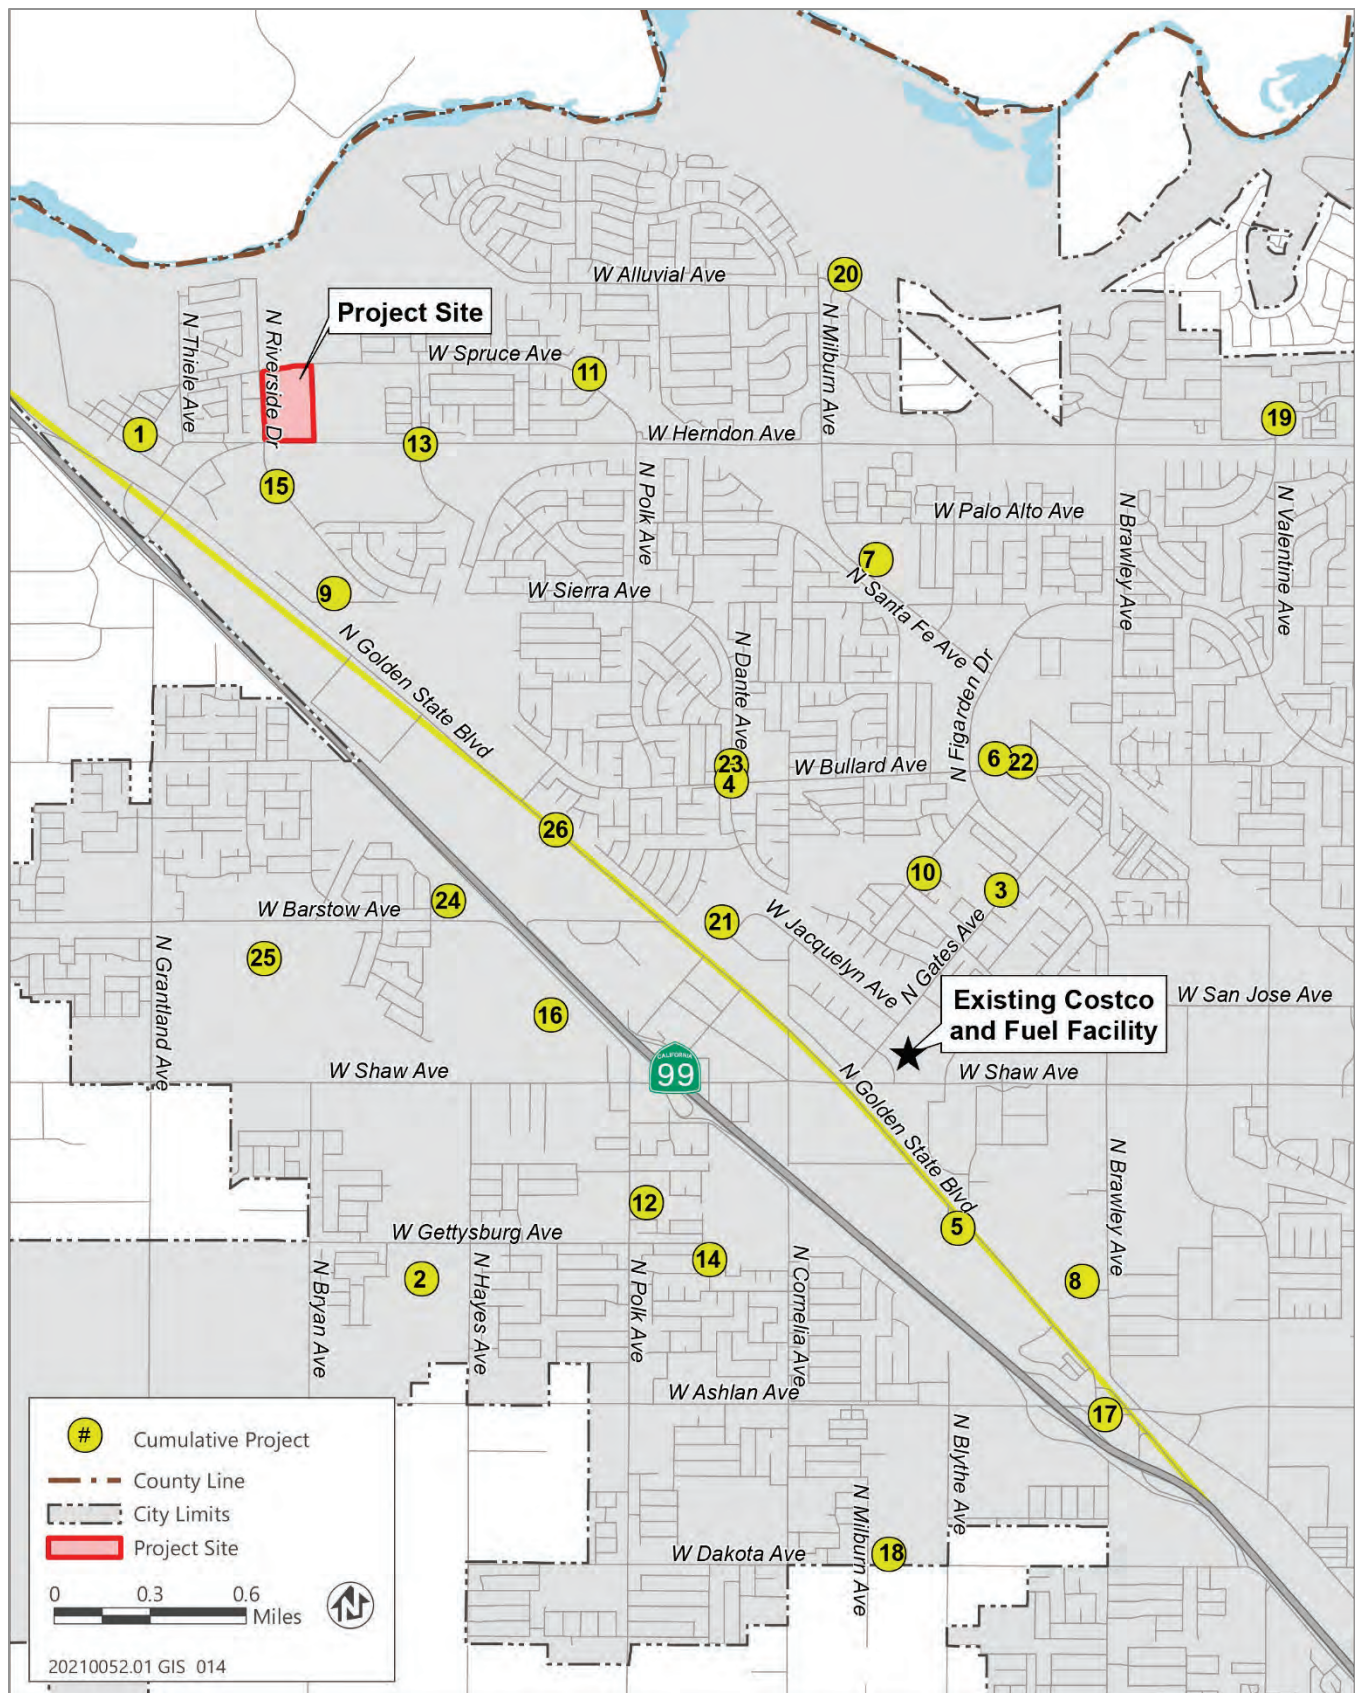 W Alluvial Ave
20
N Thiele Ave
N Riverside Dr
Project Site
N Milburn Ave
W Spruce Ave
11
19
1
13
W Herndon Ave
15
N Polk Ave
N Brawley Ave
N Valentine Ave
W Palo Alto Ave
7
9
W Sierra Ave
N Santa Fe Ave
N Golden State Blvd
N Dante Ave
N Figarden Dr
23
4
W Bullard Ave
6
22
26
10
3
24
W Barstow Ave
21
W Jacquelyn Ave
N Gates Ave
25
N Grantland Ave
16
Existing Costco
and Fuel Facility
W San Jose Ave
W Shaw Ave
CALIFORNIA
99
W Shaw Ave
N Golden State Blvd
N Brawley Ave
12
W Gettysburg Ave
5
14
2
8
N Bryan Ave
N Hayes Ave
N Polk Ave
N Cornelia Ave
W Ashlan Ave
17
N Blythe Ave
N Milburn Ave
W Dakota Ave
18
# Cumulative Project
County Line
City Limits
Project Site
0 0.3 0.6
Miles
N
20210052.01 GIS 014